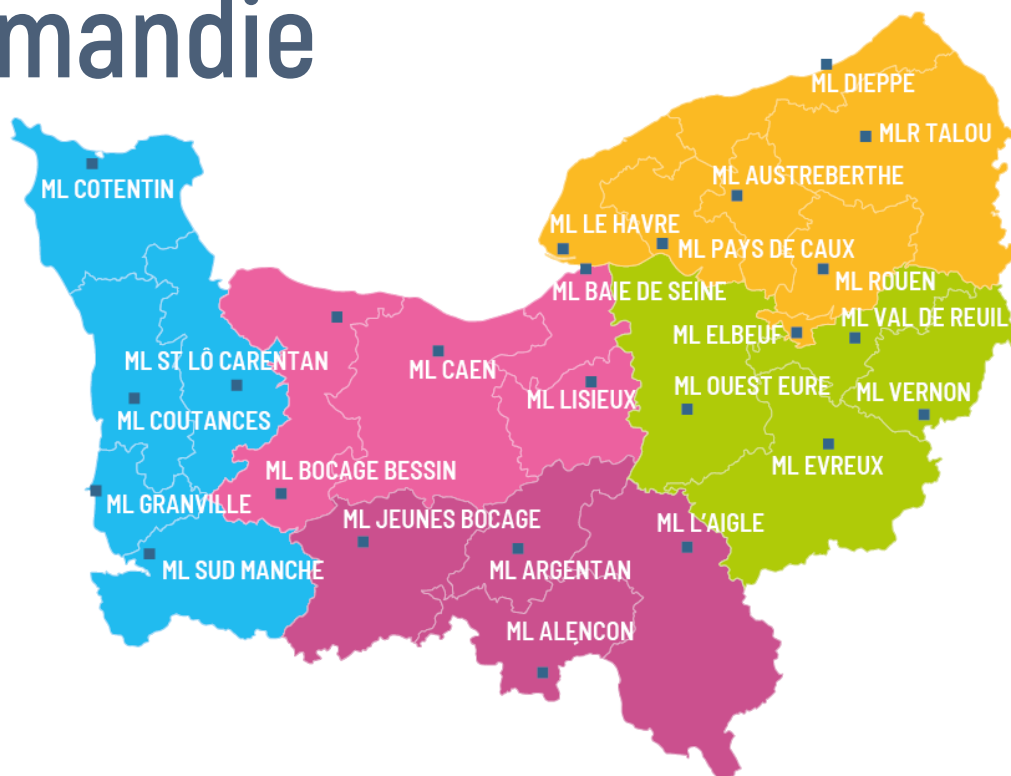 mandie
ML DIEPPE
MLR TALOU
ML AUSTREBERTHE
ML COTENTIN
ML LE HAVRE
ML PAYS DE CAUX
ML ROUEN
ML BAIE DE SEINE
ML VAL DE REUIL
ML ELBEUF
ML ST LÔ CARENTAN
ML CAEN
ML OUEST EURE
ML VERNON
ML LISIEUX
ML COUTANCES
ML EVREUX
ML BOCAGE BESSIN
ML GRANVILLE
ML JEUNES BOCAGE
ML L'AIGLE
ML SUD MANCHE
ML ARGENTAN
ML ALENÇON